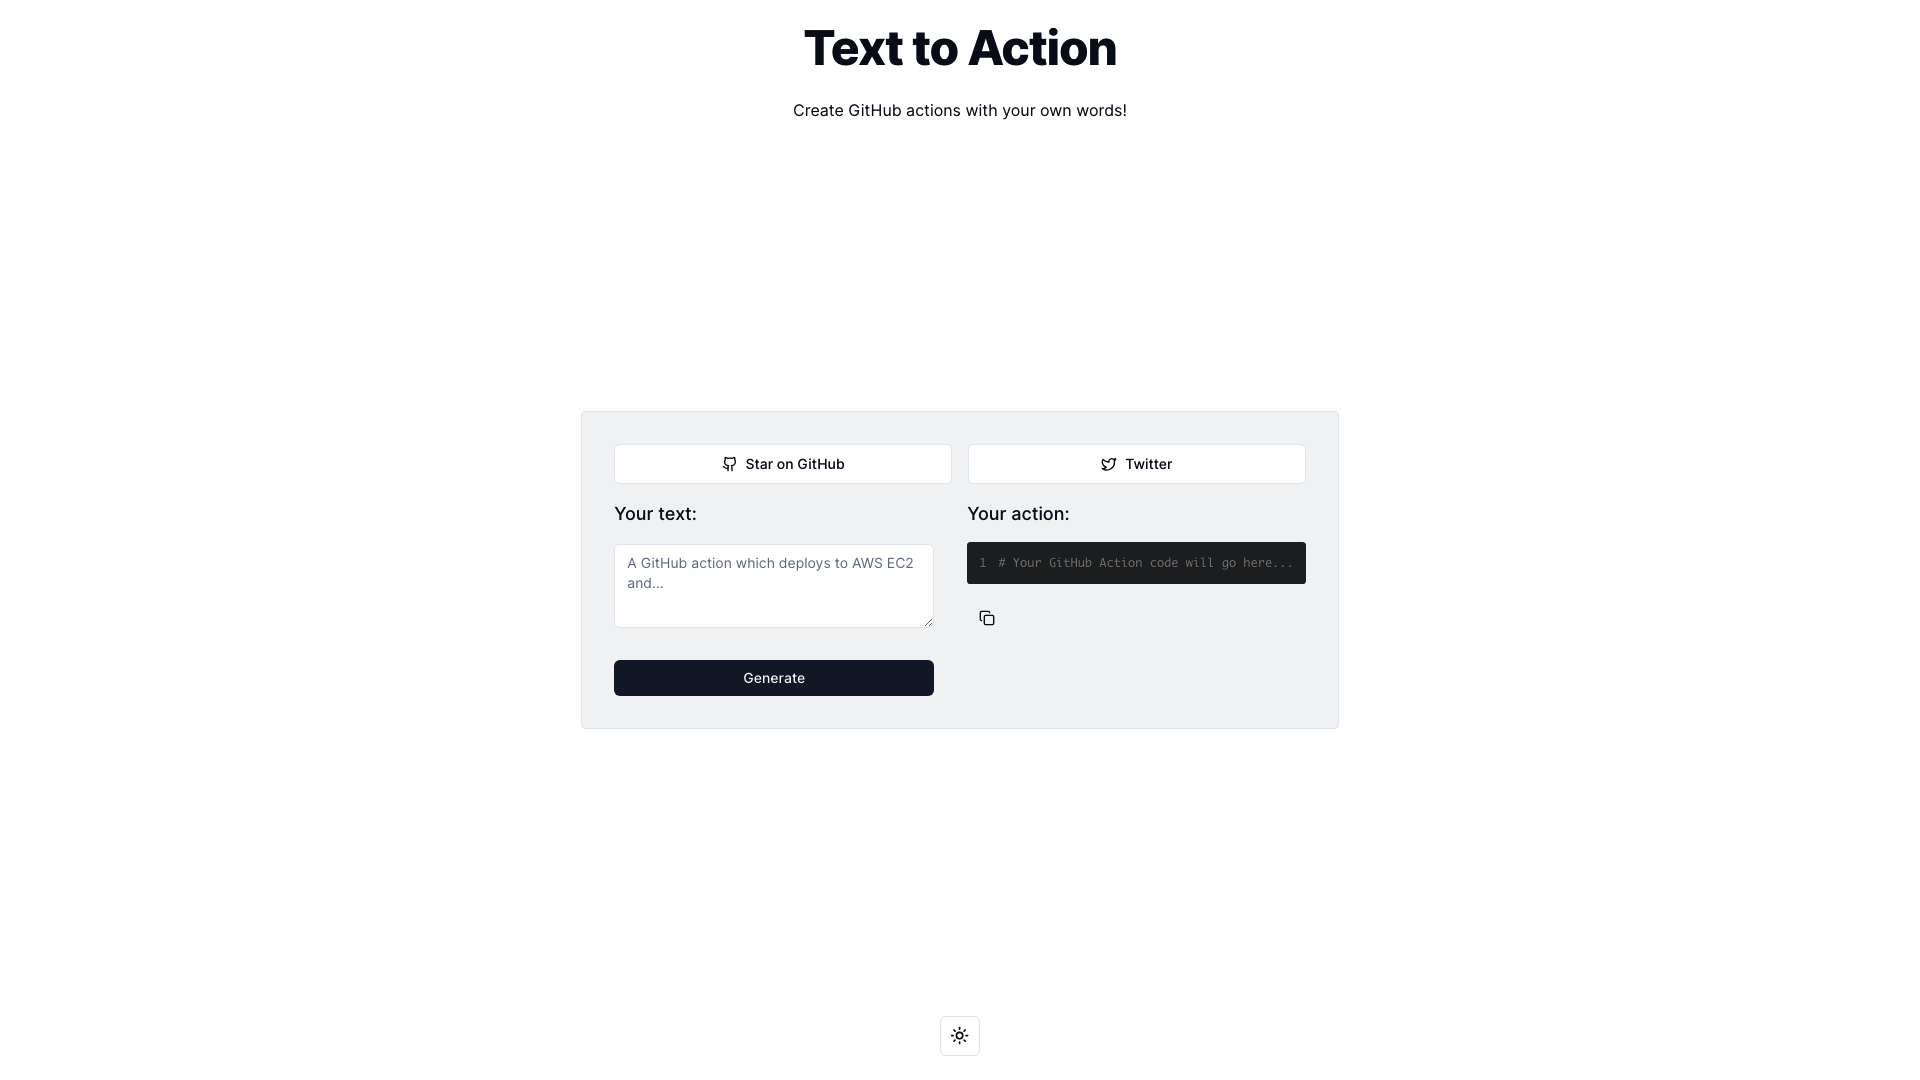 Text to Action
Create GitHub actions with your own words!
Star on GitHub
Twitter
Your text:
A GitHub action which deploys to AWS EC2
and...
Generate
Your action:
1 # Your GitHub Action code will go here...